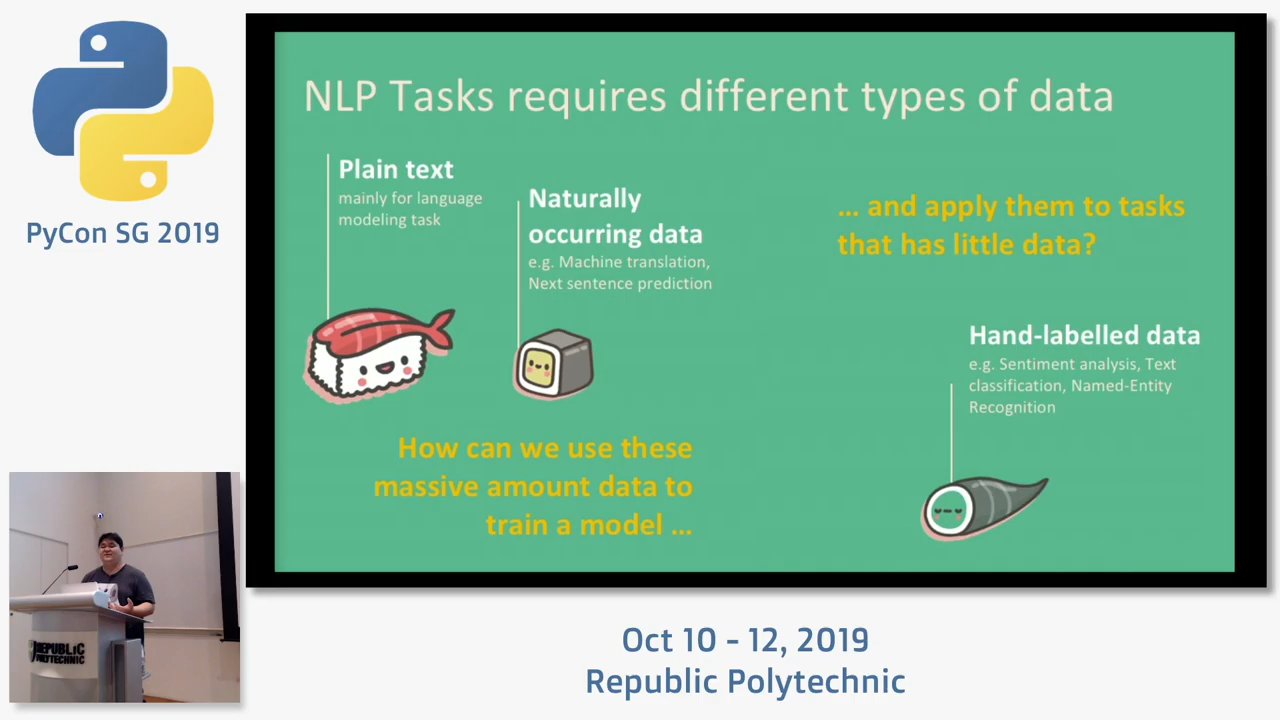 PyCon SG 2019
NLP Tasks requires different types of data
Plain text
mainly for language
modeling task
Naturally
occurring data
e.g. Machine translation,
Next sentence prediction
... and apply them to tasks
that has little data?
Hand-labelled data
e.g. Sentiment analysis, Text
classification, Named-Entity
Recognition
How can we use these
massive amount data to
train a model ...
REPUBLIC
POLYTECHNIC
Oct 10 - 12, 2019
Republic Polytechnic